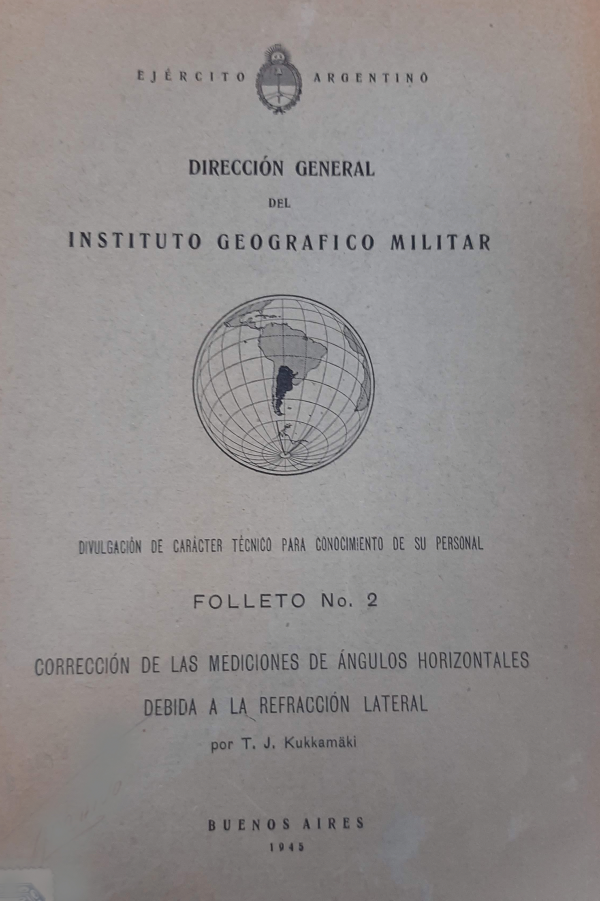 EJÉRCITO ARGENTINO
DIRECCIÓN GENERAL
DEL
INSTITUTO GEOGRAFICO MILITAR
DIVULGACIÓN DE CARÁCTER TÉCNICO PARA CONOCIMIENTO DE SU PERSONAL
FOLLETO No. 2
CORRECCIÓN DE LAS MEDICIONES DE ÁNGULOS HORIZONTALES
DEBIDA A LA REFRACCIÓN LATERAL
por T. J. Kukkamäki
BUENOS AIRES
1945